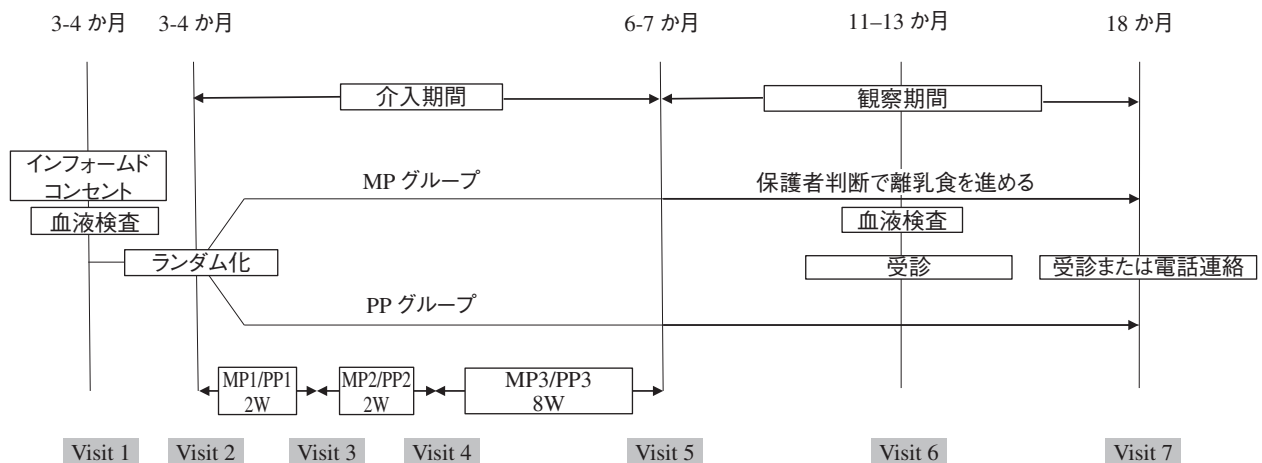 3-4 か月
3-4 か月
6-7 か月
11–13 か月
18 か月
介入期間
観察期間
インフォームド
コンセント
MP グループ
保護者判断で離乳食を進める
血液検査
血液検査
ランダム化
受診
受診または電話連絡
PP グループ
MP1/PP1
2W
MP2/PP2
2W
MP3/PP3
8W
Visit 1
Visit 2
Visit 3
Visit 4
Visit 5
Visit 6
Visit 7